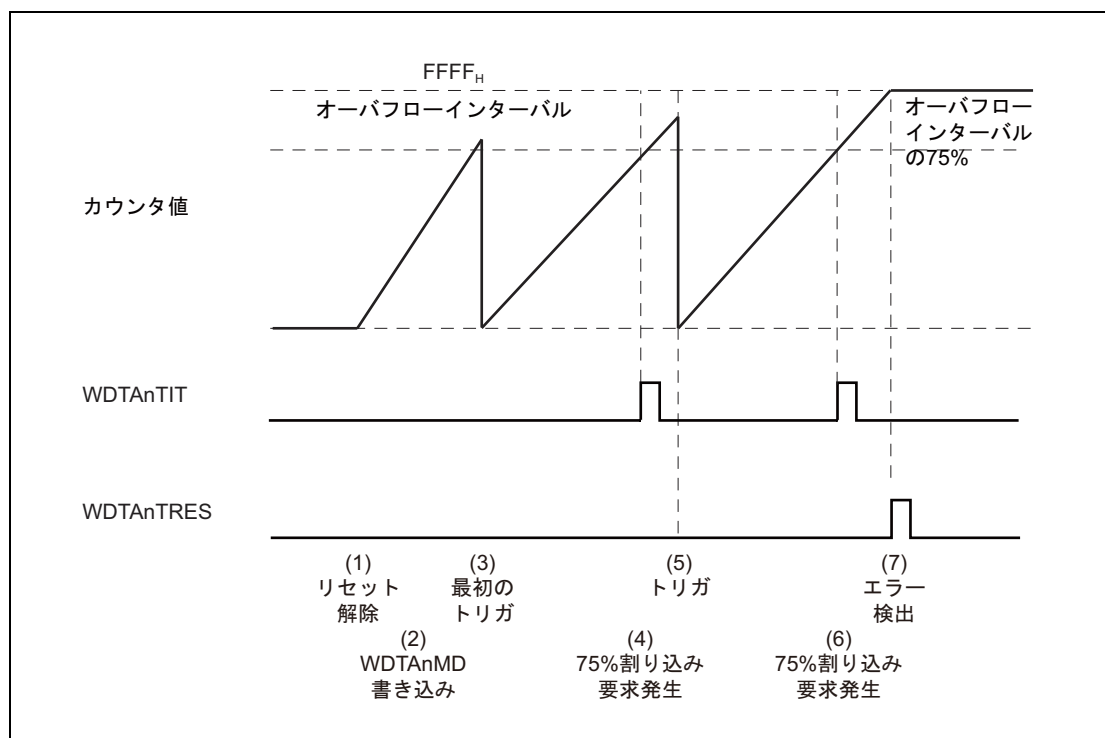 FFFFH
オーバフローインターバル
オーバフロー
インターバル
の75%
カウンタ値
WDTAnTIT
WDTAnTRES
(1)
リセット
解除
(2)
WDTAnMD
書き込み
(3)
最初の
トリガ
(4)
75%割り込み
要求発生
(5)
トリガ
(6)
75%割り込み
要求発生
(7)
エラー
検出